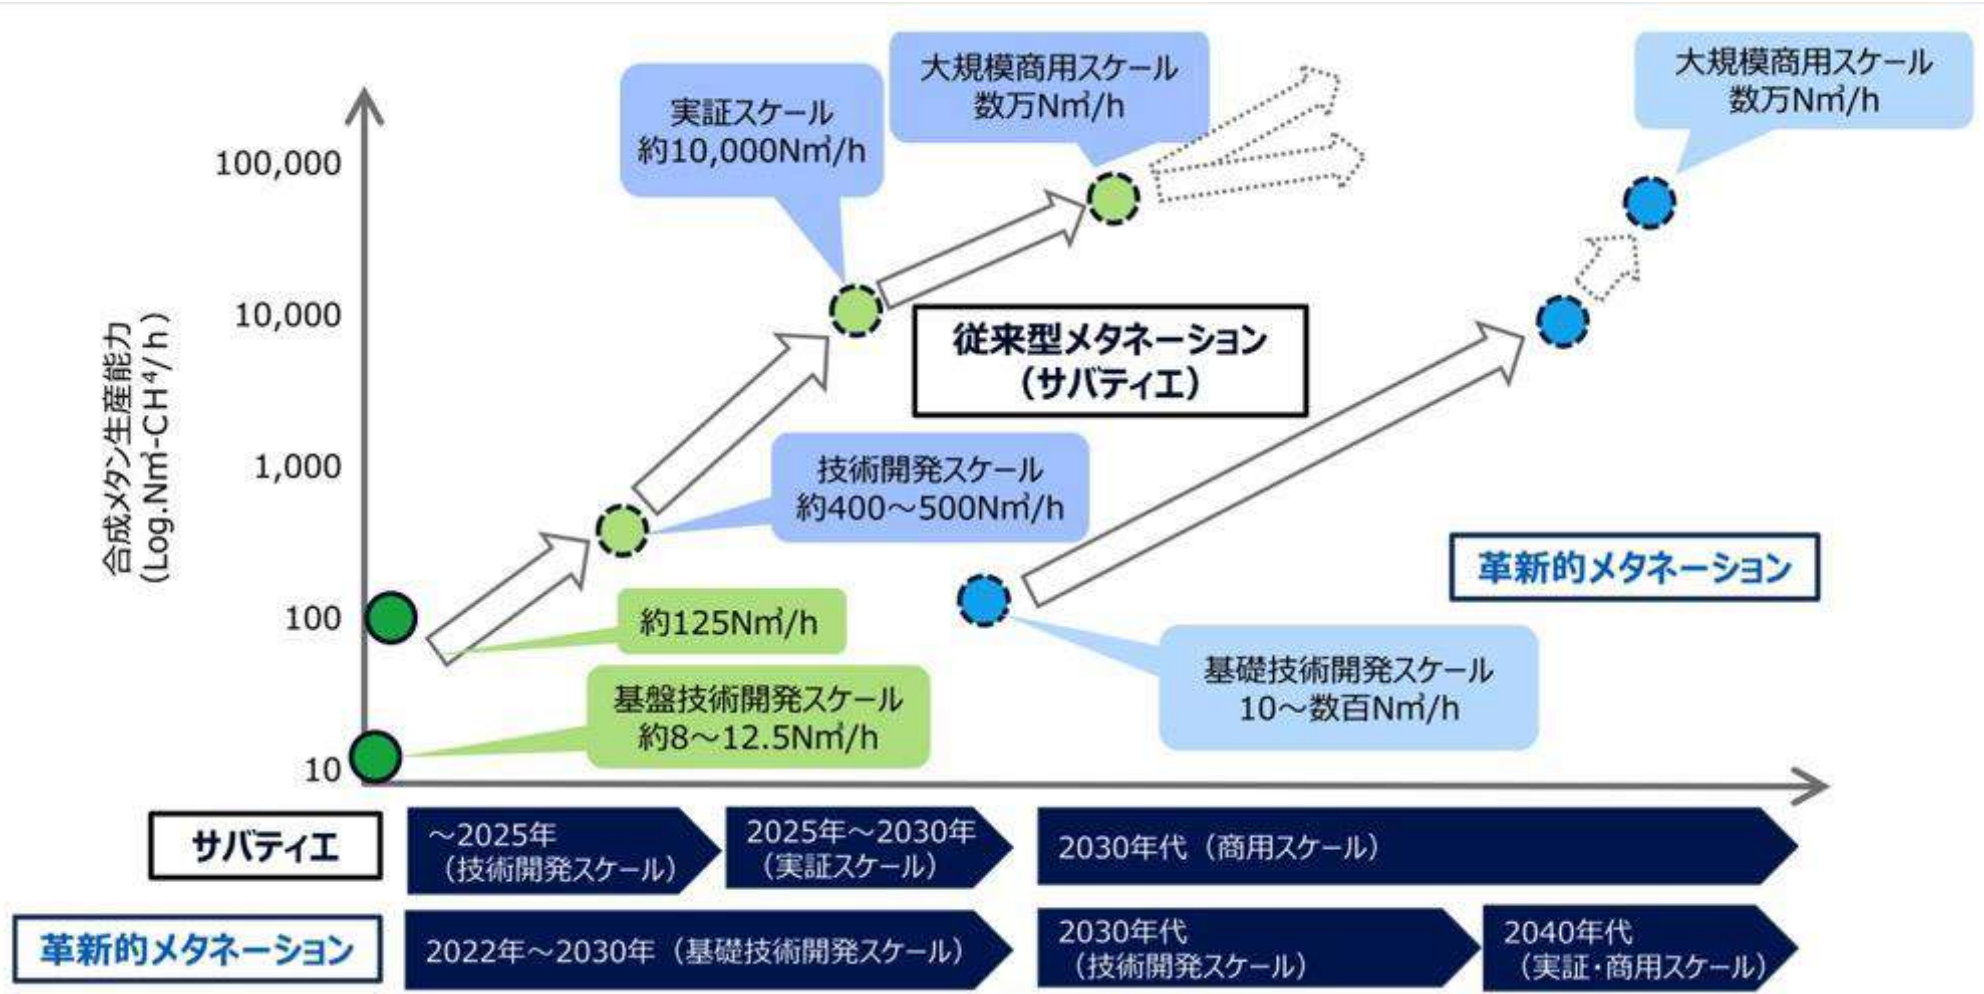 実証スケール
約10,000N㎥/h
大規模商用スケール
数万N㎥/h
大規模商用スケール
数万N㎥/h
100,000
10,000
1,000
100
10
合成メタン生産能力
(Log.N㎥-CH⁴/h)
従来型メタネーション
(サバティエ)
技術開発スケール
約400～500N㎥/h
革新的メタネーション
約125N㎥/h
基盤技術開発スケール
約8～12.5N㎥/h
基礎技術開発スケール
10～数百N㎥/h
サバティエ
～2025年
(技術開発スケール)
2025年～2030年
(実証スケール)
2030年代（商用スケール）
革新的メタネーション
2022年～2030年（基礎技術開発スケール）
2030年代
（技術開発スケール）
2040年代
（実証・商用スケール）